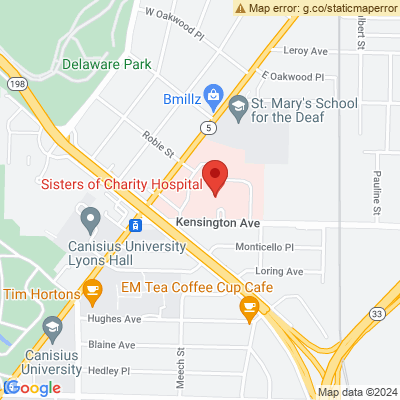 Map error: g.co/staticmaperror
W Oakwood Pl
Leroy Ave
Delaware Park
E Oakwood Pl
198
Bmillz
St. Mary's School
for the Deaf
5
Robie St
Sisters of Charity Hospital
Pauline St
Kensington Ave
Canisius University
Lyons Hall
Monticello Pl
Loring Ave
Tim Hortons
EM Tea Coffee Cup Cafe
33
Hughes Ave
Canisius
University
Blaine Ave
Meech St
Hedley Pl
Google
Map data ©2024